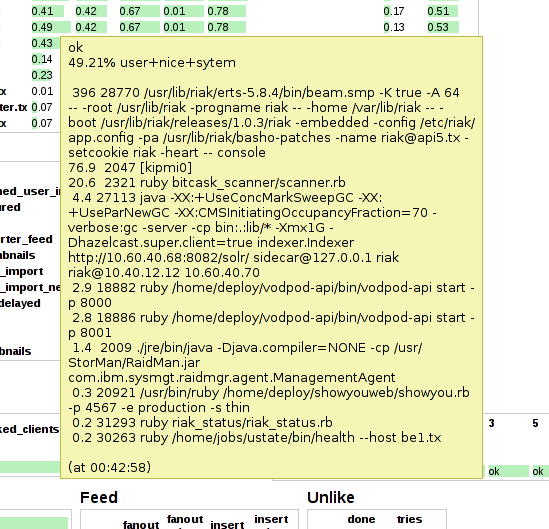 0.41 0.42 0.67 0.01 0.78 0.17 0.51
0.49 0.42 0.67 0.01 0.78 0.13 0.53
0.43
0.14
0.23
tx 0.01
ter.tx 0.07
tx 0.07
ok
49.21% user+nice+sytem
396 28770 /usr/lib/riak/erts-5.8.4/bin/beam.smp -K true -A 64
-- -root /usr/lib/riak -progname riak -- -home /var/lib/riak -- -
boot /usr/lib/riak/releases/1.0.3/riak -embedded -config /etc/riak/
app.config -pa /usr/lib/riak/basho-patches -name riak@api5.tx -
setcookie riak -heart -- console
76.9 2047 [kipmi0]
20.6 2321 ruby bitcask_scanner/scanner.rb
4.4 27113 java -XX:+UseConcMarkSweepGC -XX:
+UseParNewGC -XX:CMSInitiatingOccupancyFraction=70 -
verbose:gc -server -cp bin:.:lib/* -Xmx1G -
Dhazelcast.super.client=true indexer.Indexer
http://10.60.40.68:8082/solr/ sidecar@127.0.0.1 riak
riak@10.40.12.12 10.60.40.70
2.9 18882 ruby /home/deploy/vodpod-api/bin/vodpod-api start -
p 8000
2.8 18886 ruby /home/deploy/vodpod-api/bin/vodpod-api start -
p 8001
1.4 2009 ./jre/bin/java -Djava.compiler=NONE -cp /usr/
StorMan/RaidMan.jar
com.ibm.sysmgt.raidmgr.agent.ManagementAgent
0.3 20921 /usr/bin/ruby /home/deploy/showyouweb/showyou.rb
-p 4567 -e production -s thin
0.2 31293 ruby riak_status/riak_status.rb
0.2 30263 ruby /home/jobs/ustate/bin/health --host be1.tx
(at 00:42:58)
ned_user_i
ured
rter_feed
bnails
_import
_import_ne
delayed
bnails
ked_clients
3 5
ok ok
Feed
fanout fanout insert insert
Unlike
done tries